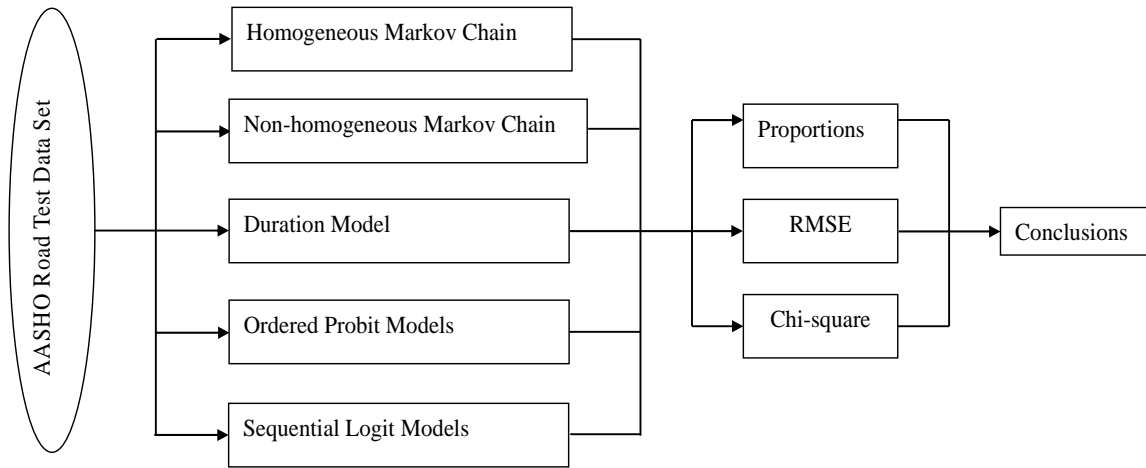 AASHO Road Test Data Set
Homogeneous Markov Chain
Non-homogeneous Markov Chain
Duration Model
Ordered Probit Models
Sequential Logit Models
Proportions
RMSE
Chi-square
Conclusions